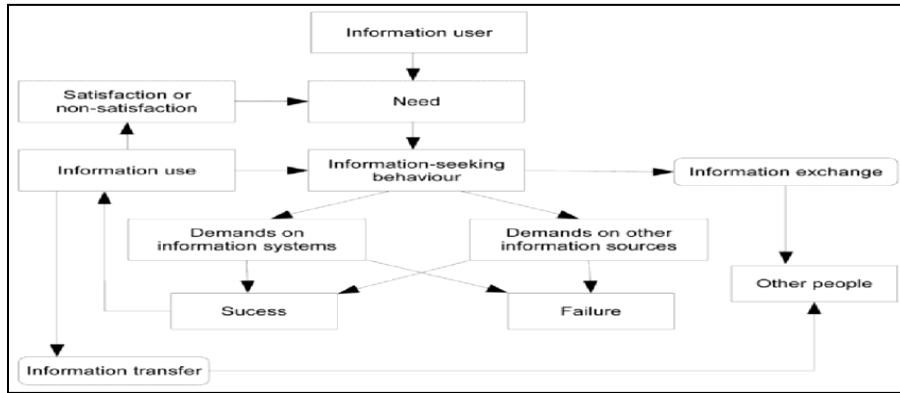 Information user
Satisfaction or
non-satisfaction
Need
Information use
Information-seeking
behaviour
Information exchange
Demands on
information systems
Demands on other
information sources
Other people
Sucess
Failure
Information transfer